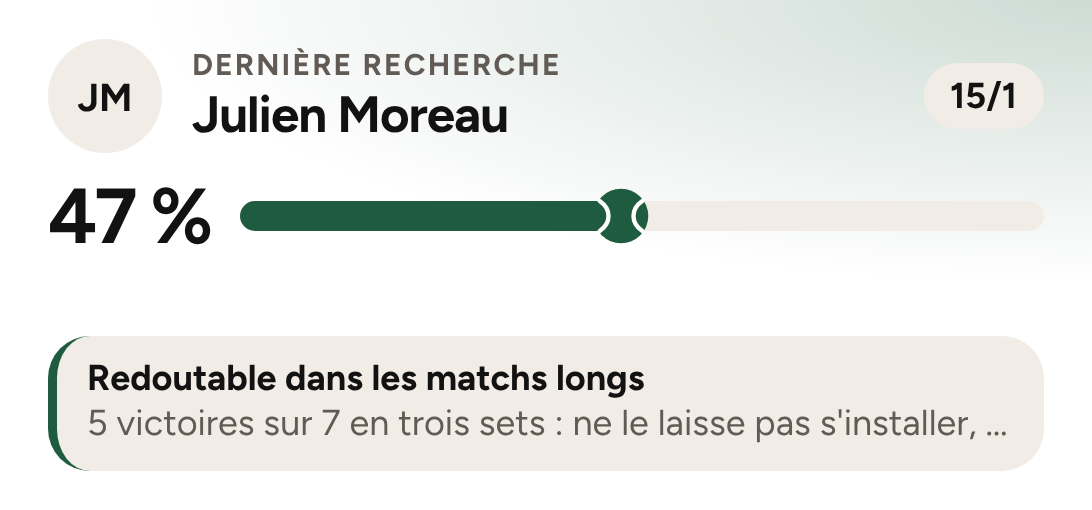 JM
DERNIÈRE RECHERCHE
Julien Moreau
15/1
47 %
Redoutable dans les matchs longs
5 victoires sur 7 en trois sets : ne le laisse pas s'installer, ...